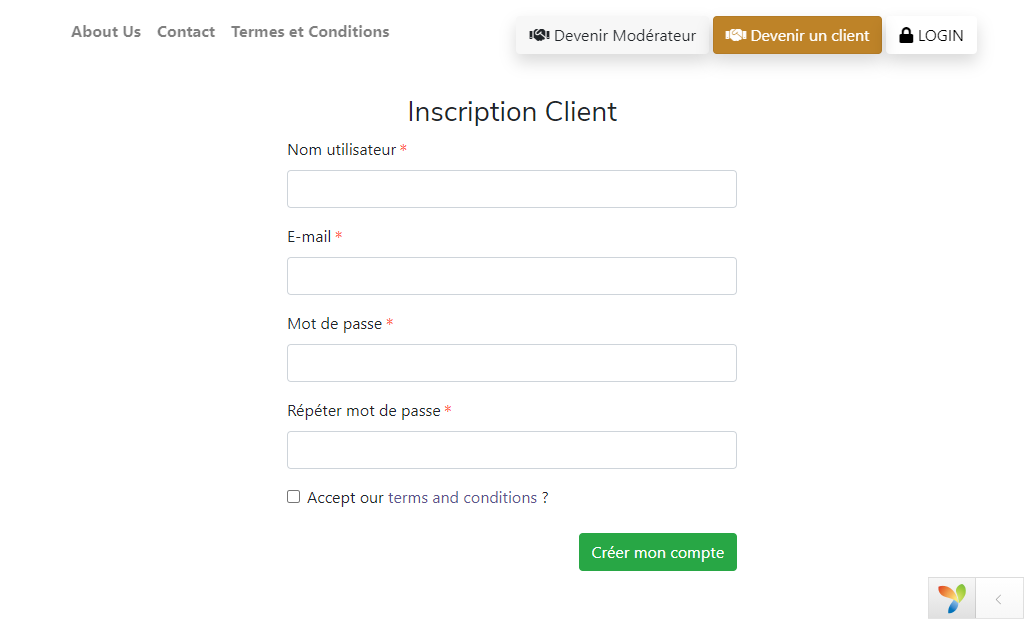 About Us Contact Termes et Conditions Devenir Modérateur Devenir un client LOGIN
Inscription Client
Nom utilisateur *
E-mail *
Mot de passe *
Répéter mot de passe *
Accept our terms and conditions ?
Créer mon compte